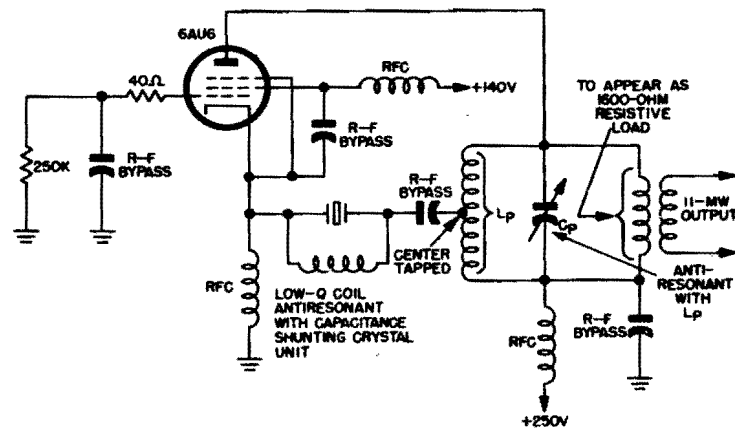 6AU6
40Ω
RFC
+140V
TO APPEAR AS
1600-OHM
RESISTIVE
LOAD
250K
R-F
BYPASS
R-F
BYPASS
R-F
BYPASS
Lp
Cp
11-MW
OUTPUT
CENTER
TAPPED
ANTI-
RESONANT
WITH
Lp
RFC
LOW-Q COIL
ANTIRESONANT
WITH CAPACITANCE
SHUNTING CRYSTAL
UNIT
RFC
R-F
BYPASS
+250V